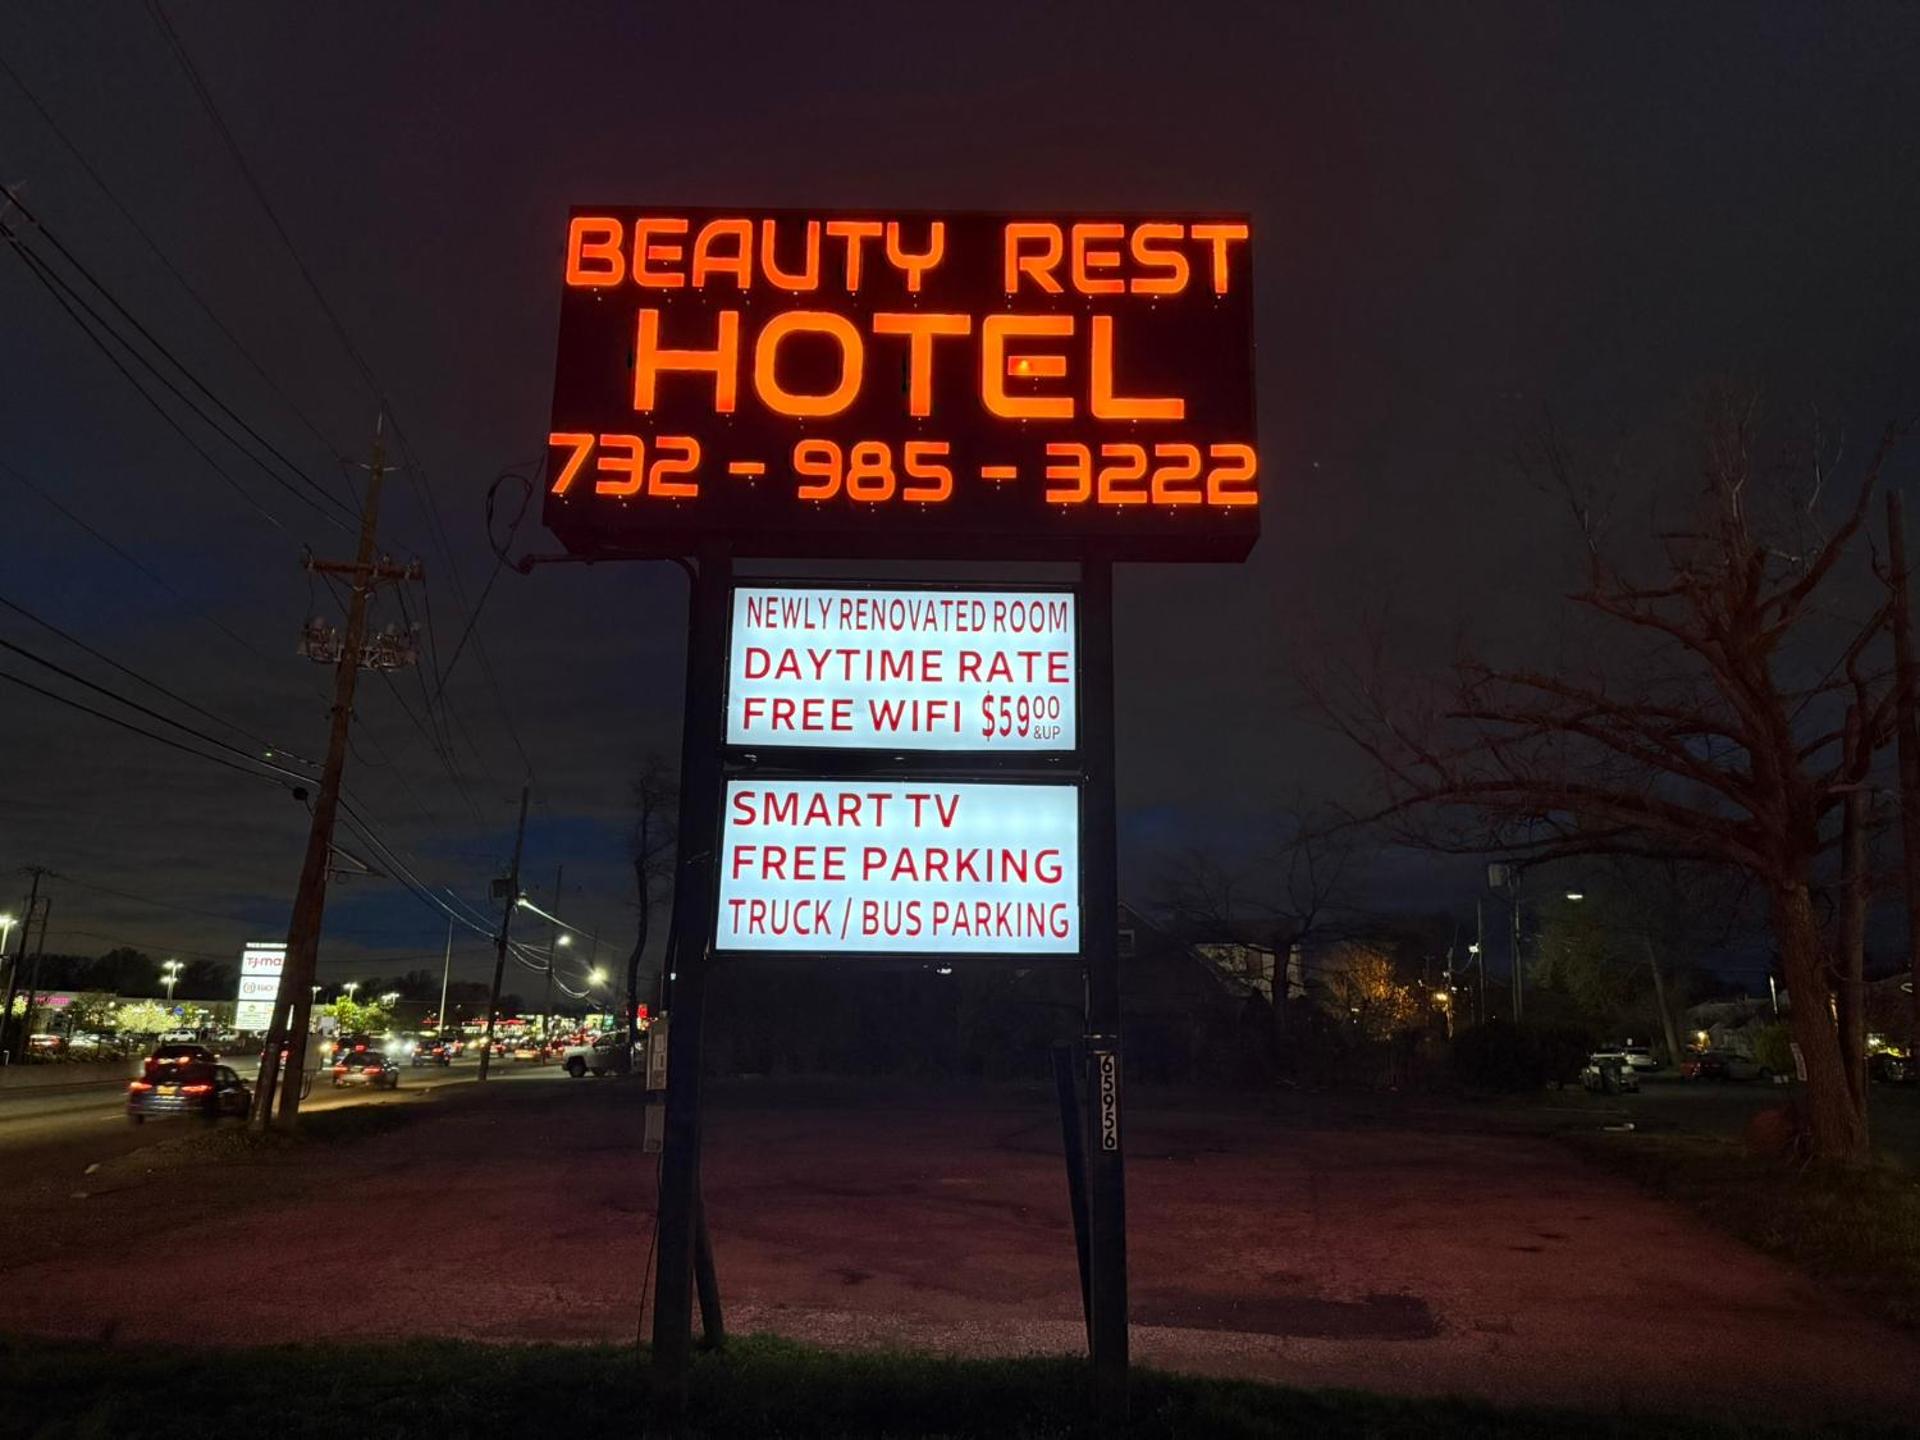 BEAUTY REST
HOTEL
732 - 985 - 3222
NEWLY RENOVATED ROOM
DAYTIME RATE
FREE WIFI $59.00 &UP
SMART TV
FREE PARKING
TRUCK / BUS PARKING
65956